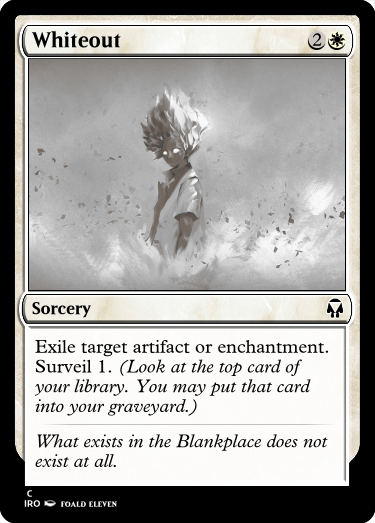 Whiteout 2
Sorcery
Exile target artifact or enchantment.
Surveil 1. (Look at the top card of
your library. You may put that card
into your graveyard.)
What exists in the Blankplace does not
exist at all.
C
IRO FOALD ELEVEN